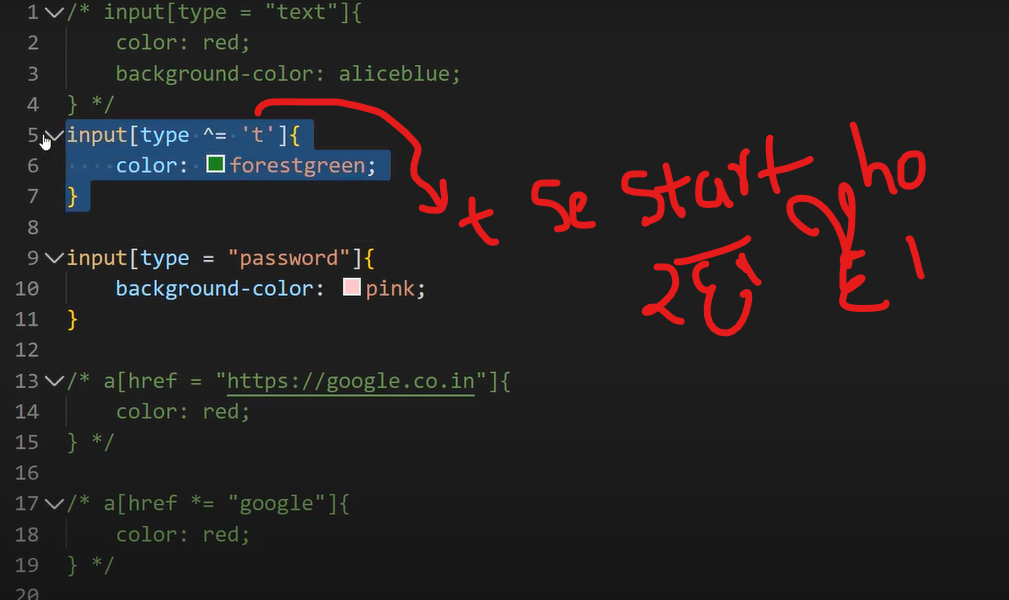 1 /* input[type = "text"]{
2 color: red;
3 background-color: aliceblue;
4 } */
5 input[type ^= 't']{
6 color: forestgreen;
7 }
8
9 input[type = "password"]{
10 background-color: pink;
11 }
12
13 /* a[href = "https://google.co.in"]{
14 color: red;
15 } */
16
17 /* a[href *= "google"]{
18 color: red;
19 } */
20
t se start ho